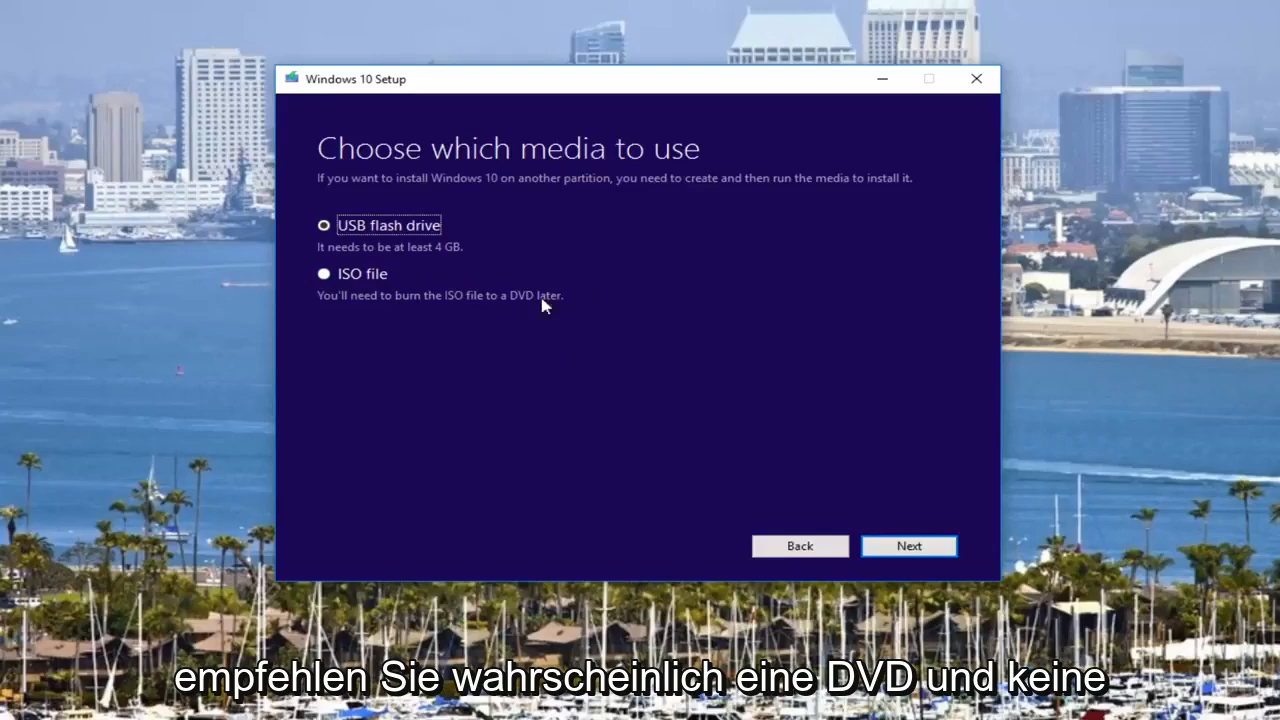 Windows 10 Setup
Choose which media to use
If you want to install Windows 10 on another partition, you need to create and then run the media to install it.
USB flash drive
It needs to be at least 4 GB.
ISO file
You'll need to burn the ISO file to a DVD later.
Back
Next
empfehlen Sie wahrscheinlich eine DVD und keine